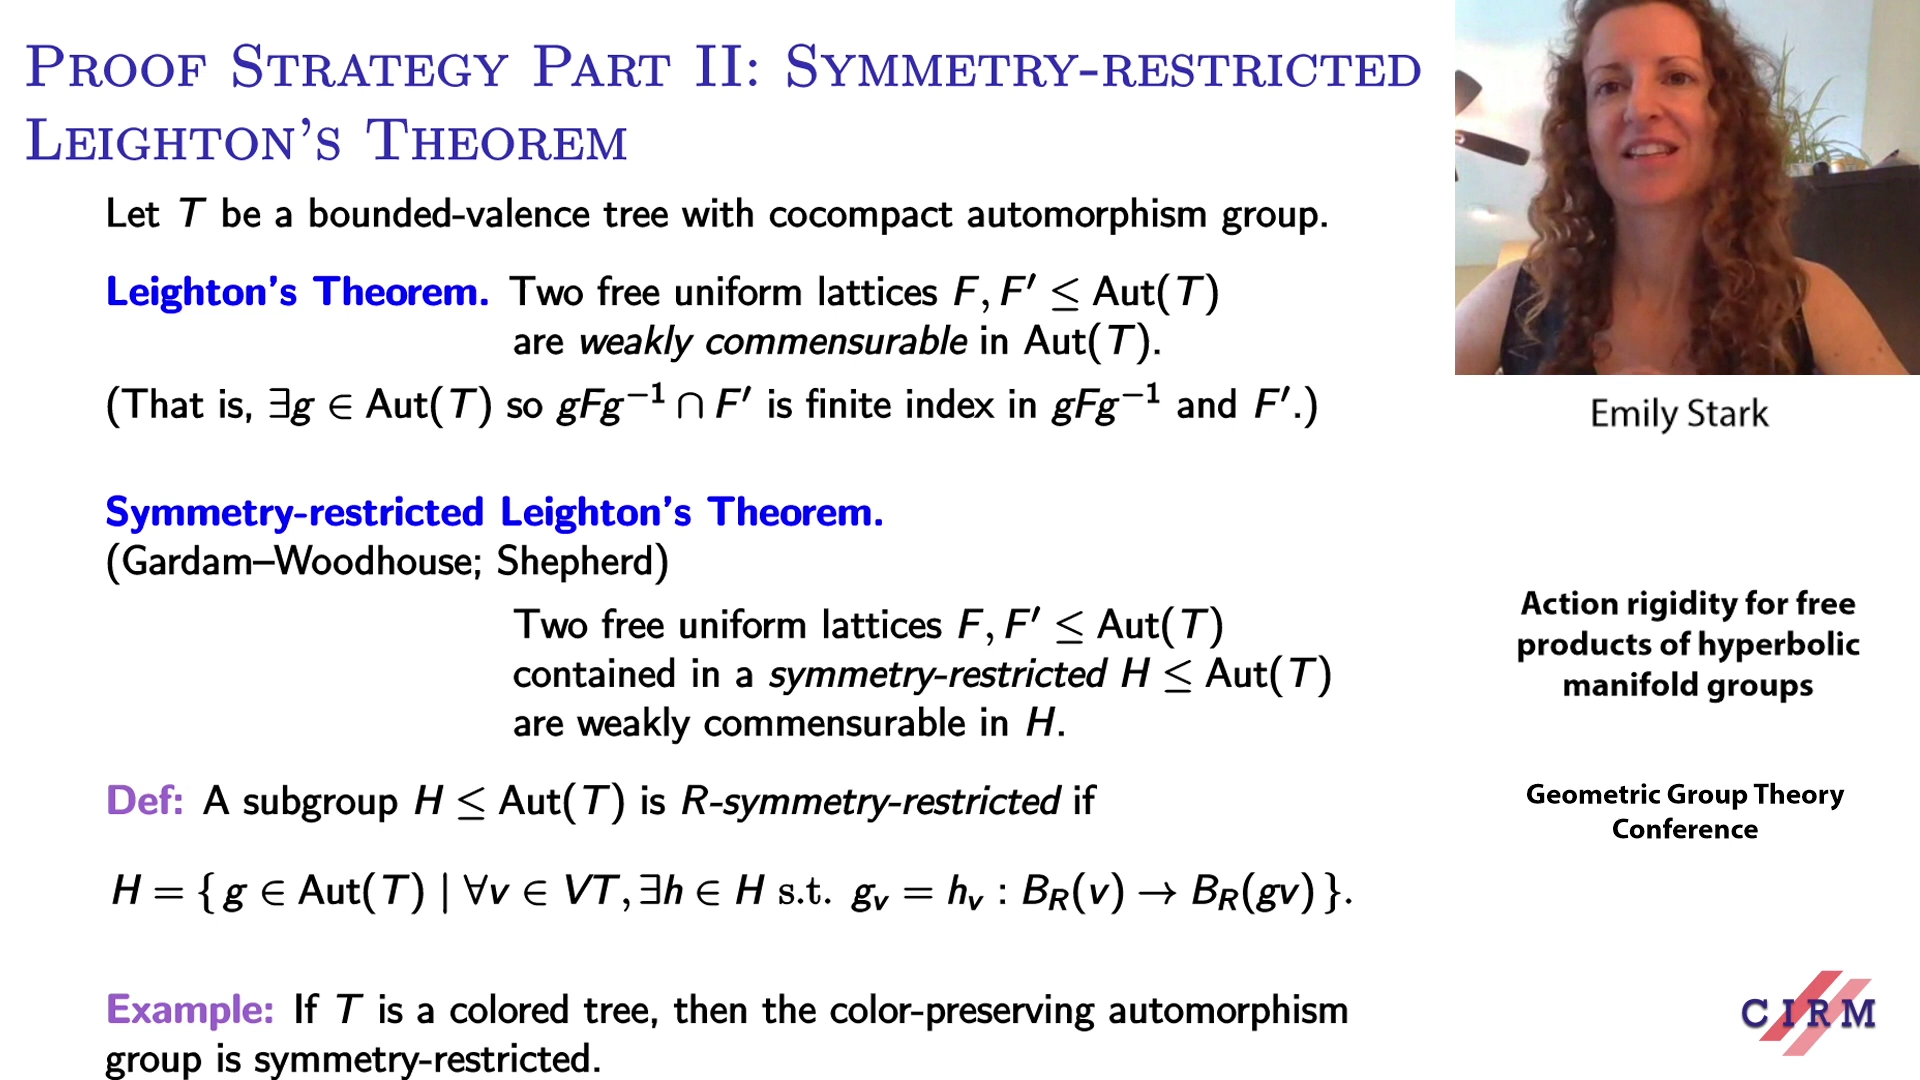 Proof Strategy Part II: Symmetry-restricted
Leighton's Theorem
Let T be a bounded-valence tree with cocompact automorphism group.
Leighton's Theorem. Two free uniform lattices F, F′ ≤ Aut(T)
are weakly commensurable in Aut(T).
(That is, ∃g ∈ Aut(T) so gFg⁻¹ ∩ F′ is finite index in gFg⁻¹ and F′.)
Symmetry-restricted Leighton's Theorem.
(Gardam–Woodhouse; Shepherd)
Two free uniform lattices F, F′ ≤ Aut(T)
contained in a symmetry-restricted H ≤ Aut(T)
are weakly commensurable in H.
Def: A subgroup H ≤ Aut(T) is R-symmetry-restricted if
H = { g ∈ Aut(T) | ∀v ∈ VT, ∃h ∈ H s.t. gᵥ = hᵥ : B_R(v) → B_R(gv) }.
Example: If T is a colored tree, then the color-preserving automorphism
group is symmetry-restricted.
Emily Stark
Action rigidity for free
products of hyperbolic
manifold groups
Geometric Group Theory
Conference
CIRM